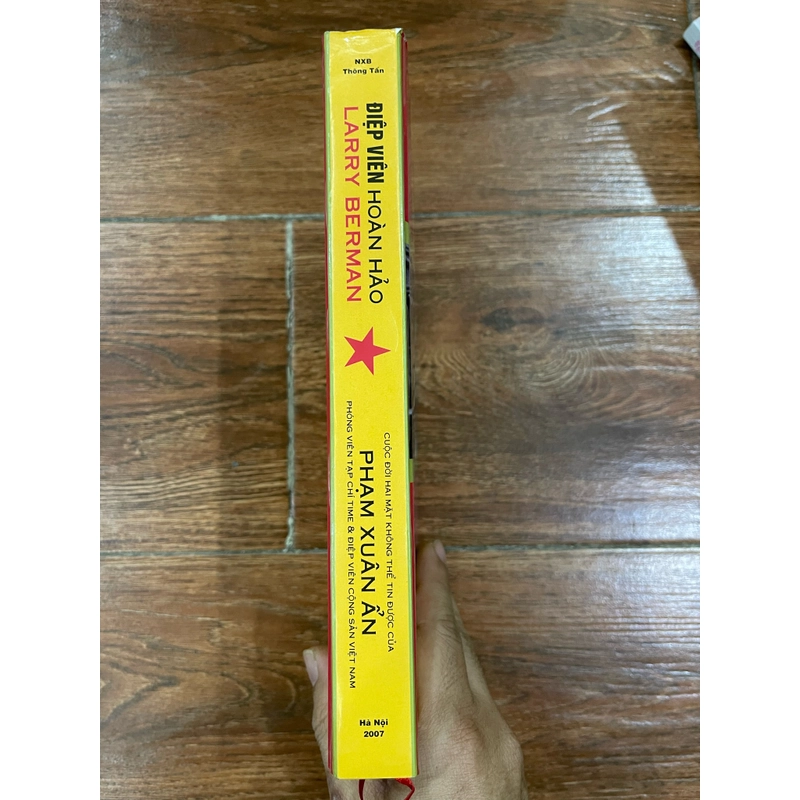 NXB
Thông Tấn
ĐIỆP VIÊN HOÀN HẢO
LARRY BERMAN
CUỘC ĐỜI HAI MẶT KHÔNG THỂ TIN ĐƯỢC CỦA
PHẠM XUÂN ẨN
PHÓNG VIÊN TẠP CHÍ TIME & ĐIỆP VIÊN CỘNG SẢN VIỆT NAM
Hà Nội
2007